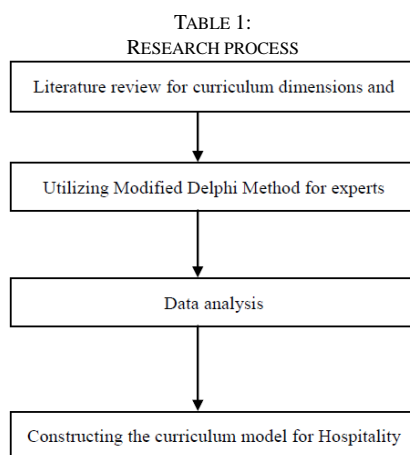 TABLE 1:
RESEARCH PROCESS
Literature review for curriculum dimensions and
Utilizing Modified Delphi Method for experts
Data analysis
Constructing the curriculum model for Hospitality